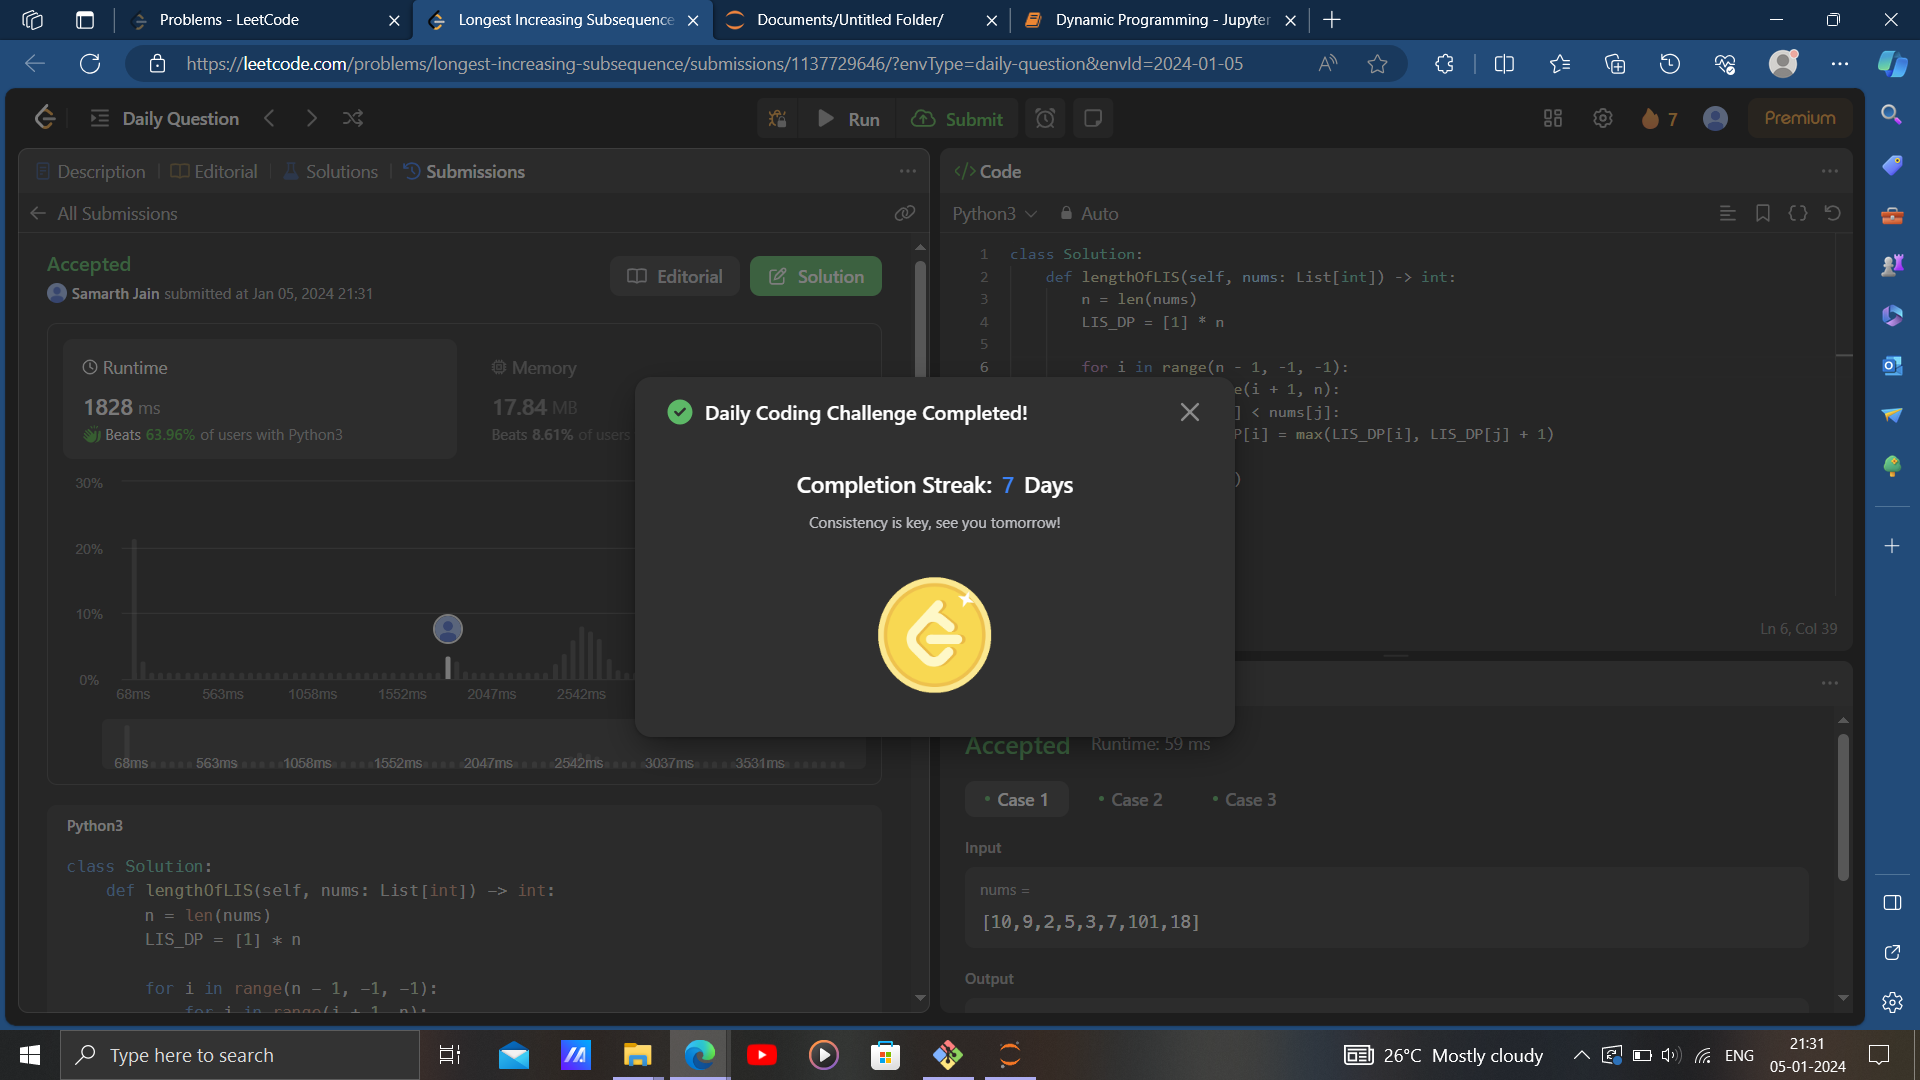 Problems - LeetCode
Longest Increasing Subsequence
Documents/Untitled Folder/
Dynamic Programming - Jupyter
https://leetcode.com/problems/longest-increasing-subsequence/submissions/1137729646/?envType=daily-question&envId=2024-01-05
Daily Question
Run
Submit
7
Premium
Description
Editorial
Solutions
Submissions
All Submissions
Accepted
Samarth Jain submitted at Jan 05, 2024 21:31
Editorial
Solution
Runtime
1828 ms
Beats 63.96% of users with Python3
Memory
17.84 MB
Beats 8.61% of users
30%
20%
10%
0%
68ms 563ms 1058ms 1552ms 2047ms 2542ms
68ms 563ms 1058ms 1552ms 2047ms 2542ms 3037ms 3531ms
Python3
class Solution:
def lengthOfLIS(self, nums: List[int]) -> int:
n = len(nums)
LIS_DP = [1] * n
for i in range(n - 1, -1, -1):
for j in range(i + 1, n):
Daily Coding Challenge Completed!
Completion Streak: 7 Days
Consistency is key, see you tomorrow!
</> Code
Python3
Auto
1 class Solution:
2 def lengthOfLIS(self, nums: List[int]) -> int:
3 n = len(nums)
4 LIS_DP = [1] * n
5
6 for i in range(n - 1, -1, -1):
e(i + 1, n):
] < nums[j]:
P[i] = max(LIS_DP[i], LIS_DP[j] + 1)
)
Ln 6, Col 39
Accepted
Runtime: 59 ms
Case 1
Case 2
Case 3
Input
nums =
[10,9,2,5,3,7,101,18]
Output
Type here to search
26°C Mostly cloudy
ENG
21:31
05-01-2024